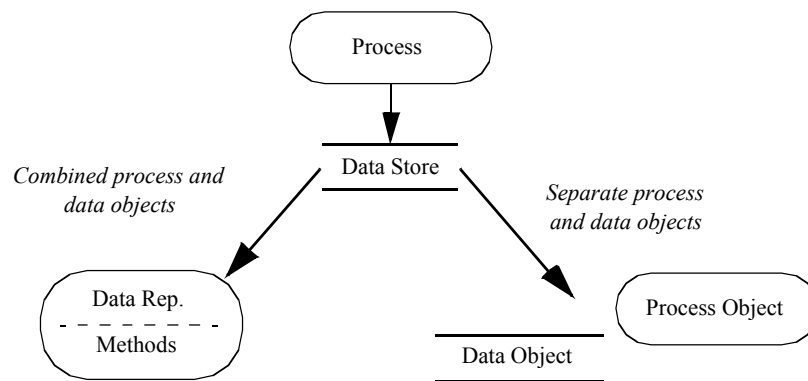 Process
Data Store
Combined process and
data objects
Separate process
and data objects
Data Rep.
Methods
Process Object
Data Object